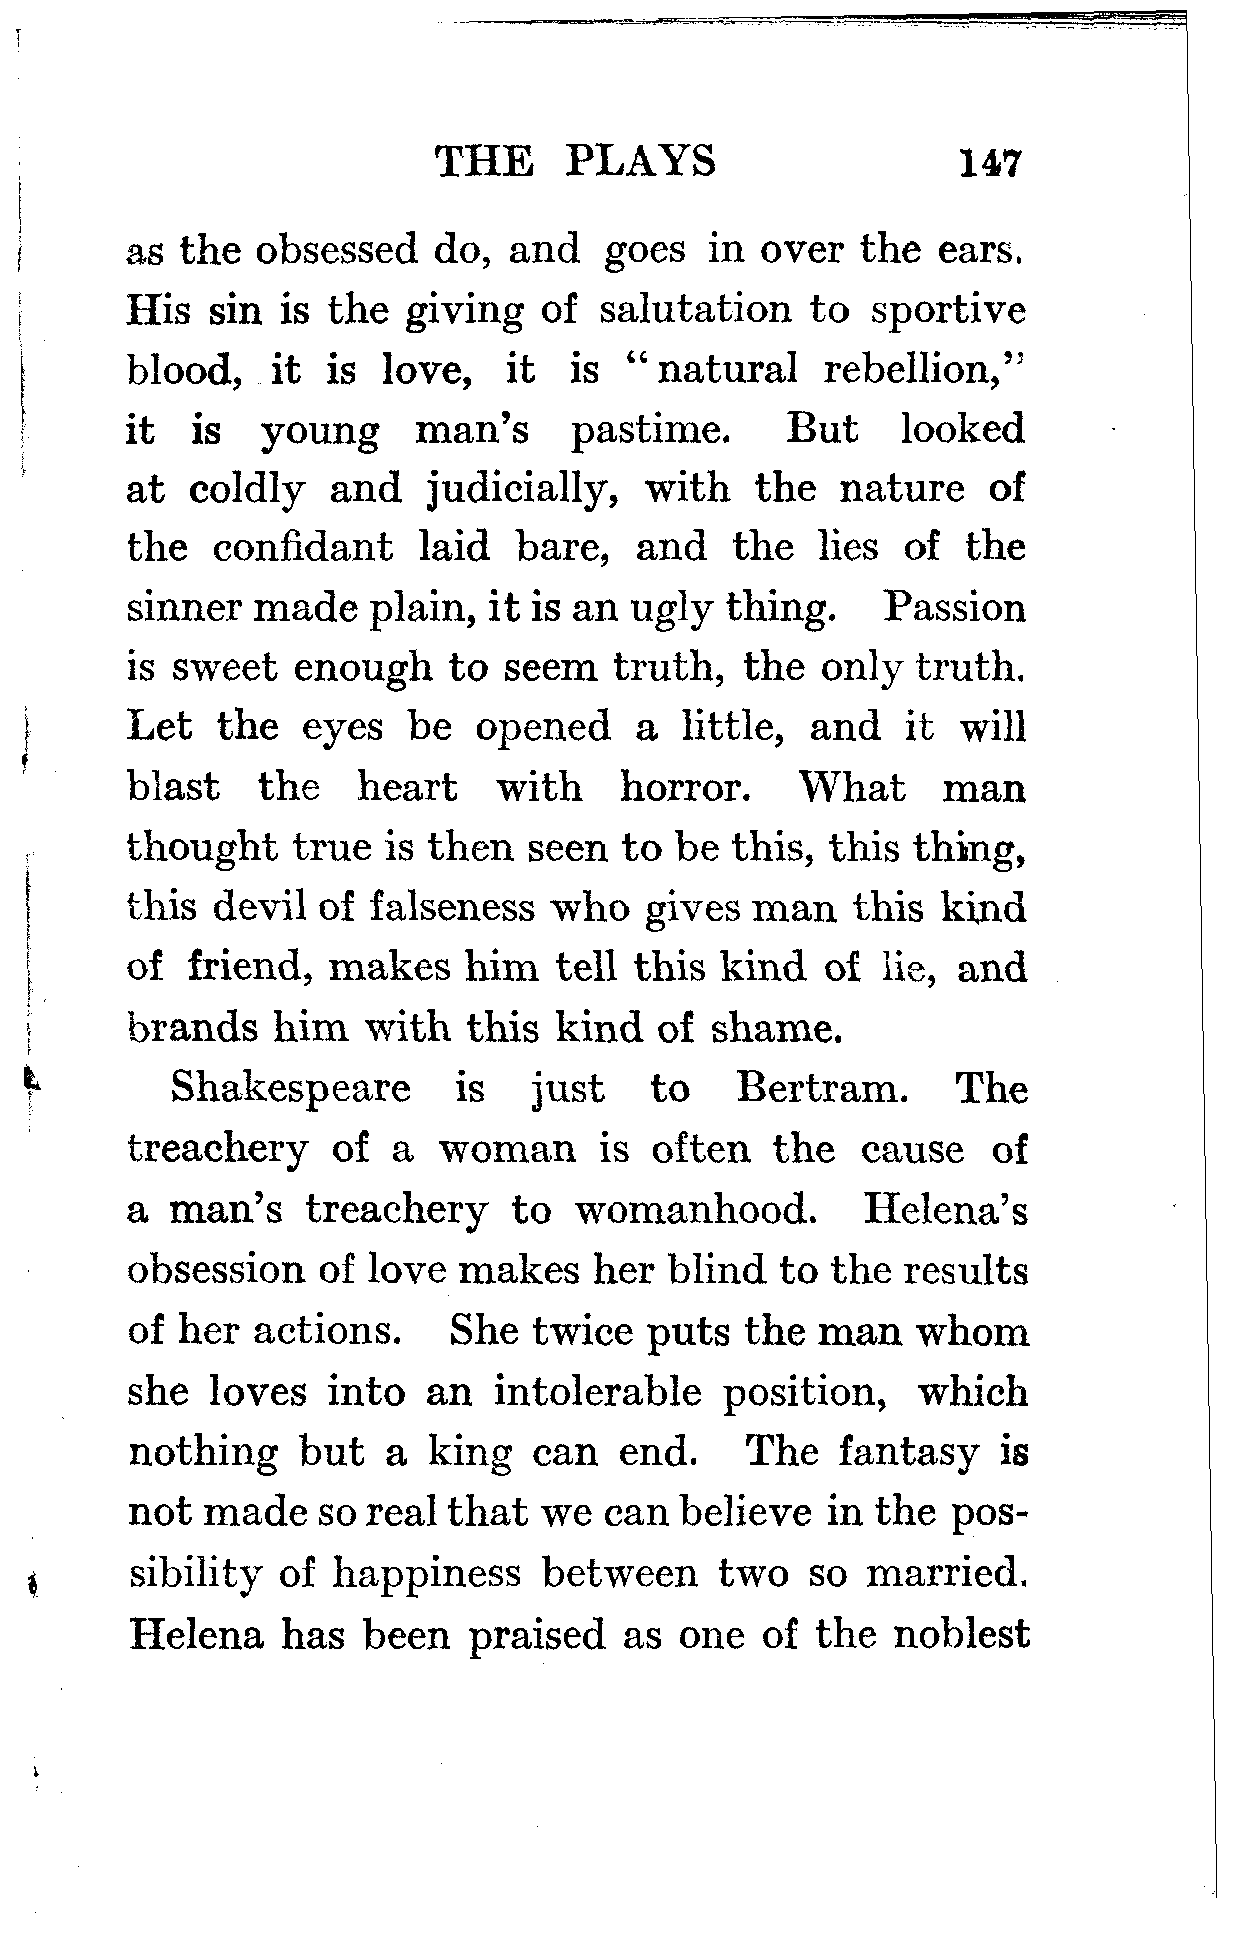 THE PLAYS 147
as the obsessed do, and goes in over the ears.
His sin is the giving of salutation to sportive
blood, it is love, it is “natural rebellion,”
it is young man’s pastime. But looked
at coldly and judicially, with the nature of
the confidant laid bare, and the lies of the
sinner made plain, it is an ugly thing. Passion
is sweet enough to seem truth, the only truth.
Let the eyes be opened a little, and it will
blast the heart with horror. What man
thought true is then seen to be this, this thing,
this devil of falseness who gives man this kind
of friend, makes him tell this kind of lie, and
brands him with this kind of shame.
Shakespeare is just to Bertram. The
treachery of a woman is often the cause of
a man’s treachery to womanhood. Helena’s
obsession of love makes her blind to the results
of her actions. She twice puts the man whom
she loves into an intolerable position, which
nothing but a king can end. The fantasy is
not made so real that we can believe in the pos-
sibility of happiness between two so married.
Helena has been praised as one of the noblest